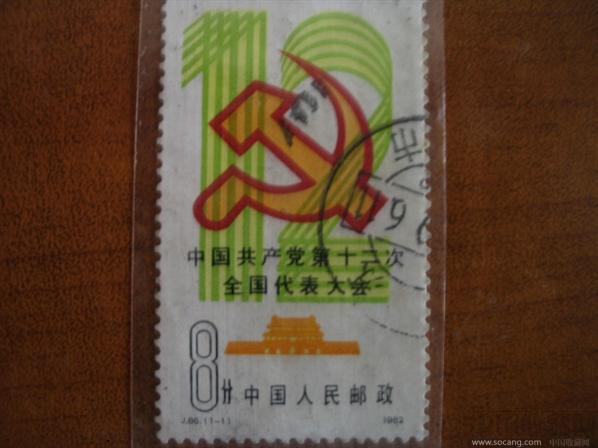 12
中国共产党第十二次
全国代表大会
8分 中国人民邮政
J.86.(1-1) 1982
www.socang.com 中国收藏网